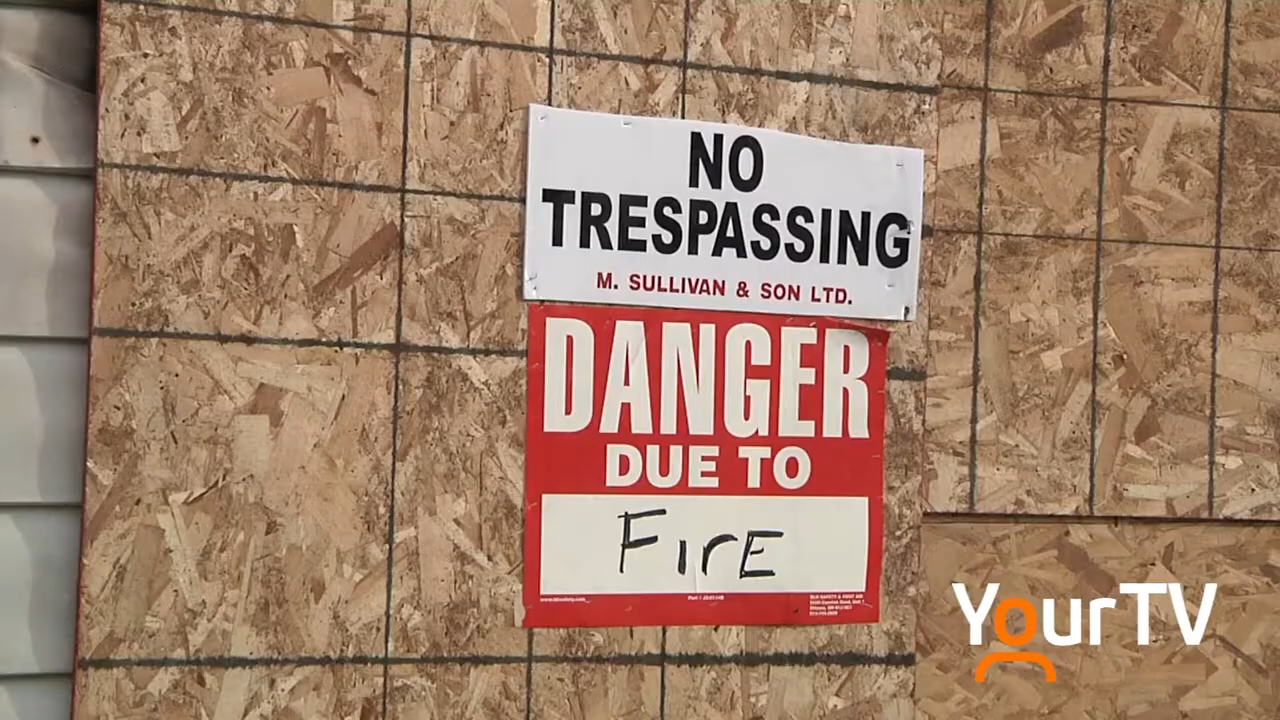 NO
TRESPASSING
M. SULLIVAN & SON LTD.
DANGER
DUE TO
FirE
YourTV